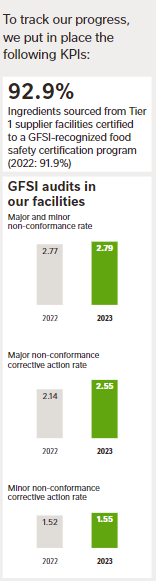 To track our progress,
we put in place the
following KPIs:
92.9%
Ingredients sourced from Tier
1 supplier facilities certified
to a GFSI-recognized food
safety certification program
(2022: 91.9%)
GFSI audits in
our facilities
Major and minor
non-conformance rate
2.77 2.79
2022 2023
Major non-conformance
corrective action rate
2.14 2.55
2022 2023
Minor non-conformance
corrective action rate
1.52 1.55
2022 2023